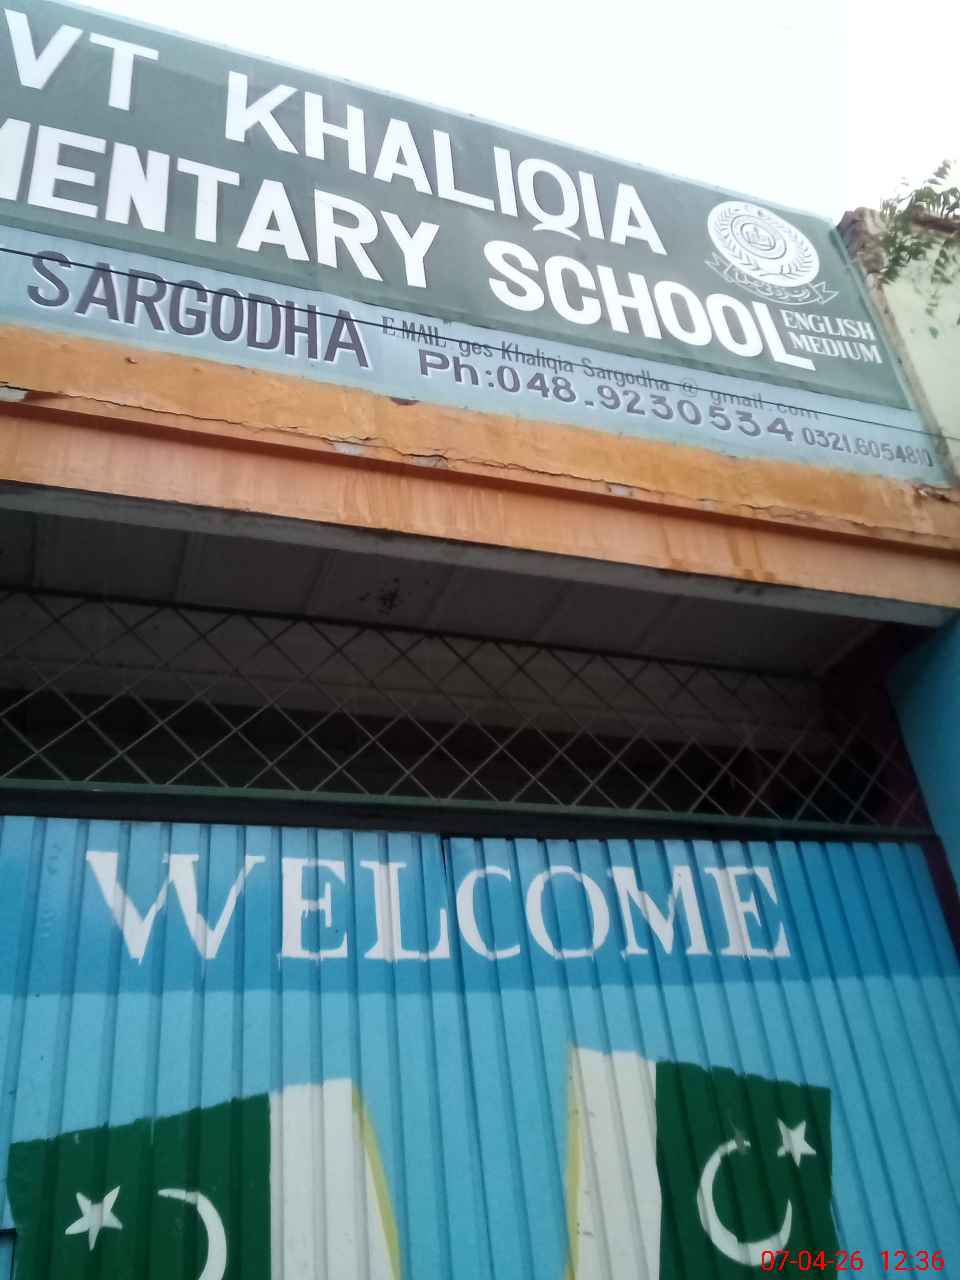 VT KHALIQIA
MENTARY SCHOOL
ENGLISH
MEDIUM
SARGODHA
E.MAIL ges Khaliqia Sargodha @ gmail.com
Ph:048-9230534 0321.6054810
WELCOME
07-04-26 12:36